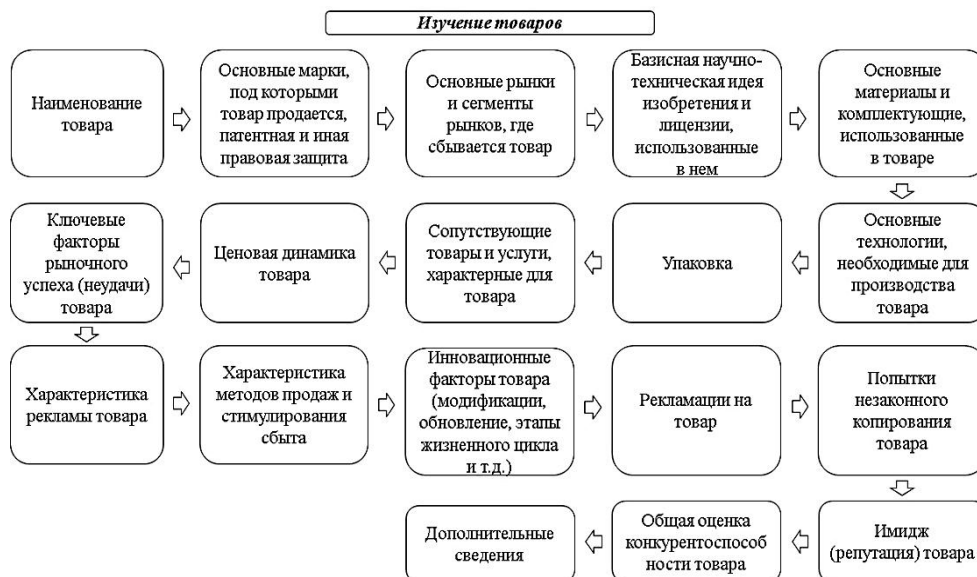 Изучение товаров
Наименование
товара
Основные марки,
под которыми
товар продается,
патентная и иная
правовая защита
Основные рынки
и сегменты
рынков, где
сбывается товар
Базисная научно-
техническая идея
изобретения и
лицензии,
использованные
в нем
Основные
материалы и
комплектующие,
использованные
в товаре
Основные
технологии,
необходимые для
производства
товара
Упаковка
Сопутствующие
товары и услуги,
характерные для
товара
Ценовая динамика
товара
Ключевые
факторы
рыночного
успеха (неудачи)
товара
Характеристика
рекламы товара
Характеристика
методов продаж и
стимулирования
сбыта
Инновационные
факторы товара
(модификации,
обновление, этапы
жизненного цикла
и т.д.)
Рекламации на
товар
Попытки
незаконного
копирования
товара
Имидж
(репутация) товара
Общая оценка
конкурентоспособ
ности товара
Дополнительные
сведения